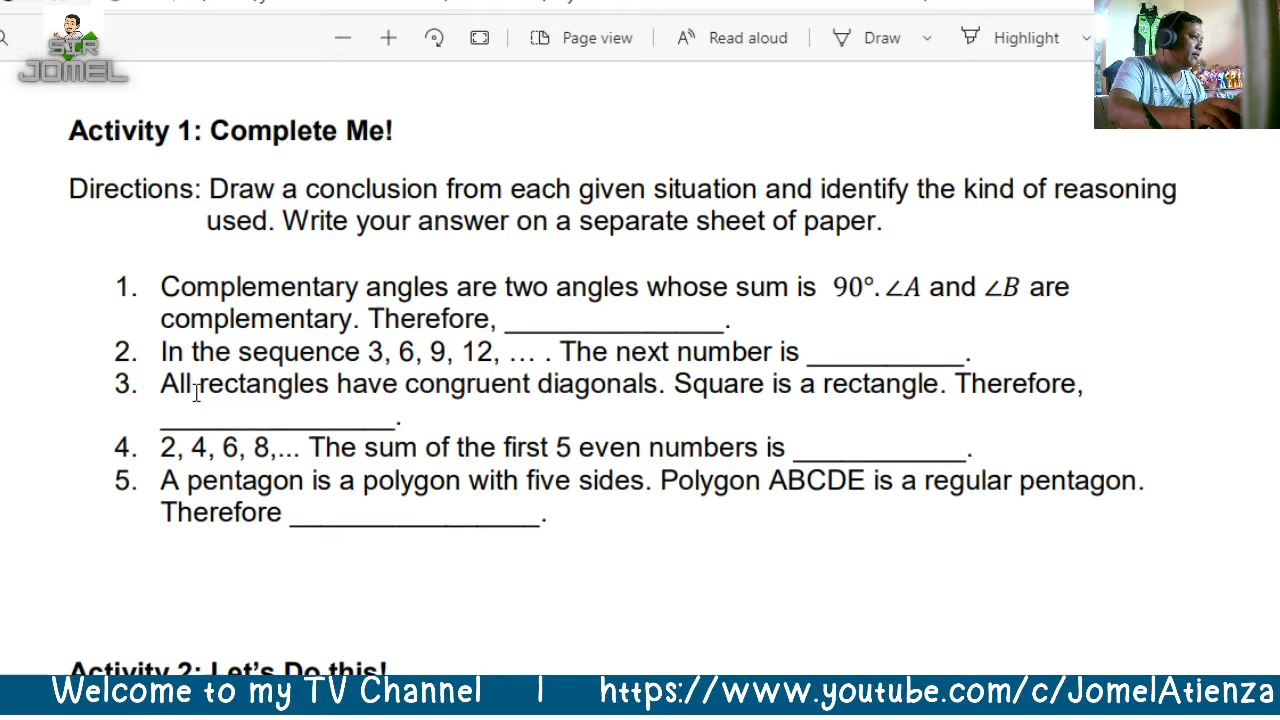 SIR
JOMEL
Page view
Read aloud
Draw
Highlight
Activity 1: Complete Me!
Directions: Draw a conclusion from each given situation and identify the kind of reasoning
used. Write your answer on a separate sheet of paper.
1. Complementary angles are two angles whose sum is 90°. ∠A and ∠B are
complementary. Therefore, ______________.
2. In the sequence 3, 6, 9, 12, … . The next number is __________.
3. All rectangles have congruent diagonals. Square is a rectangle. Therefore,
_______________.
4. 2, 4, 6, 8,... The sum of the first 5 even numbers is ___________.
5. A pentagon is a polygon with five sides. Polygon ABCDE is a regular pentagon.
Therefore ________________.
Activity 2: Let's Do this!
Welcome to my TV Channel | https://www.youtube.com/c/JomelAtienza